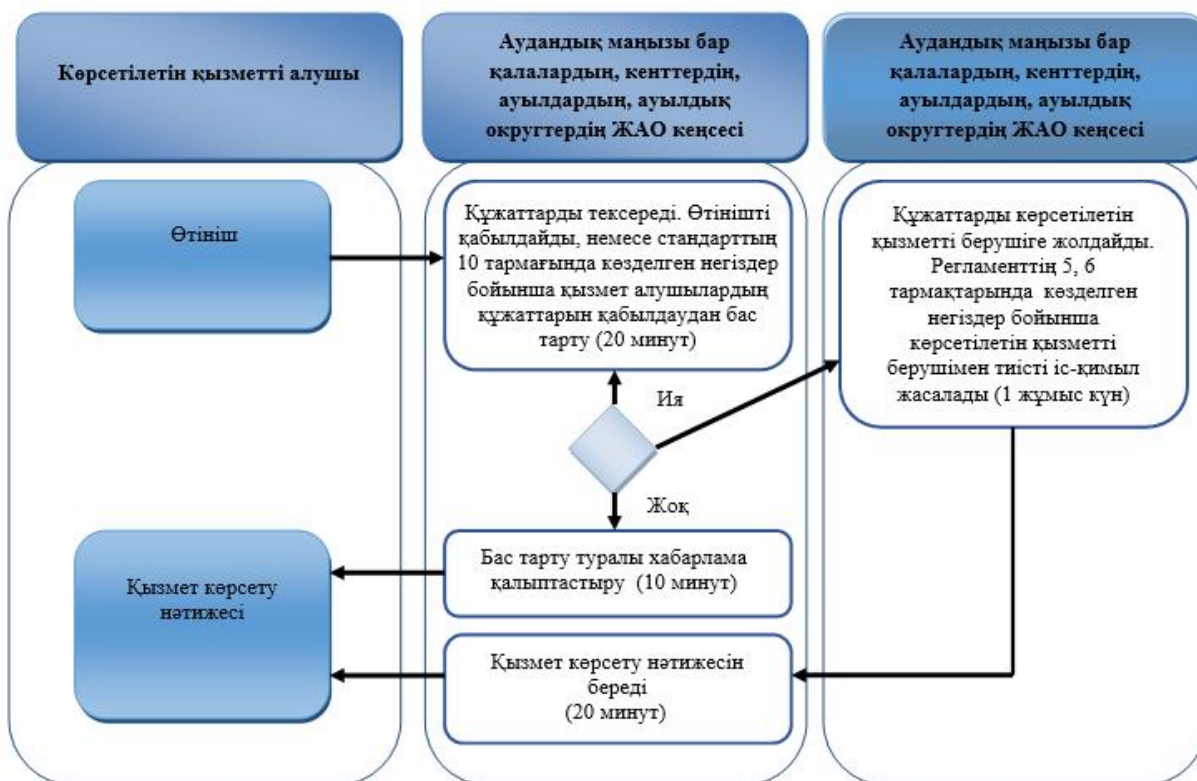 Көрсетілетін қызметті алушы
Аудандық маңызы бар
қалалардың, кенттердің,
ауылдардың, ауылдық
округтердің ЖАО кеңсесі
Аудандық маңызы бар
қалалардың, кенттердің,
ауылдардың, ауылдық
округтердің ЖАО кеңсесі
Өтініш
Құжаттарды тексереді. Өтінішті
қабылдайды, немесе стандарттың
10 тармағында көзделген негіздер
бойынша қызмет алушылардың
құжаттарын қабылдаудан бас
тарту (20 минут)
Құжаттарды көрсетілетін
қызметті берушіге жолдайды.
Регламенттің 5, 6
тармақтарында көзделген
негіздер бойынша
көрсетілетін қызметті
берушімен тиісті іс-қимыл
жасалады (1 жұмыс күн)
Ия
Жоқ
Бас тарту туралы хабарлама
қалыптастыру (10 минут)
Қызмет көрсету
нәтижесі
Қызмет көрсету нәтижесін
береді
(20 минут)